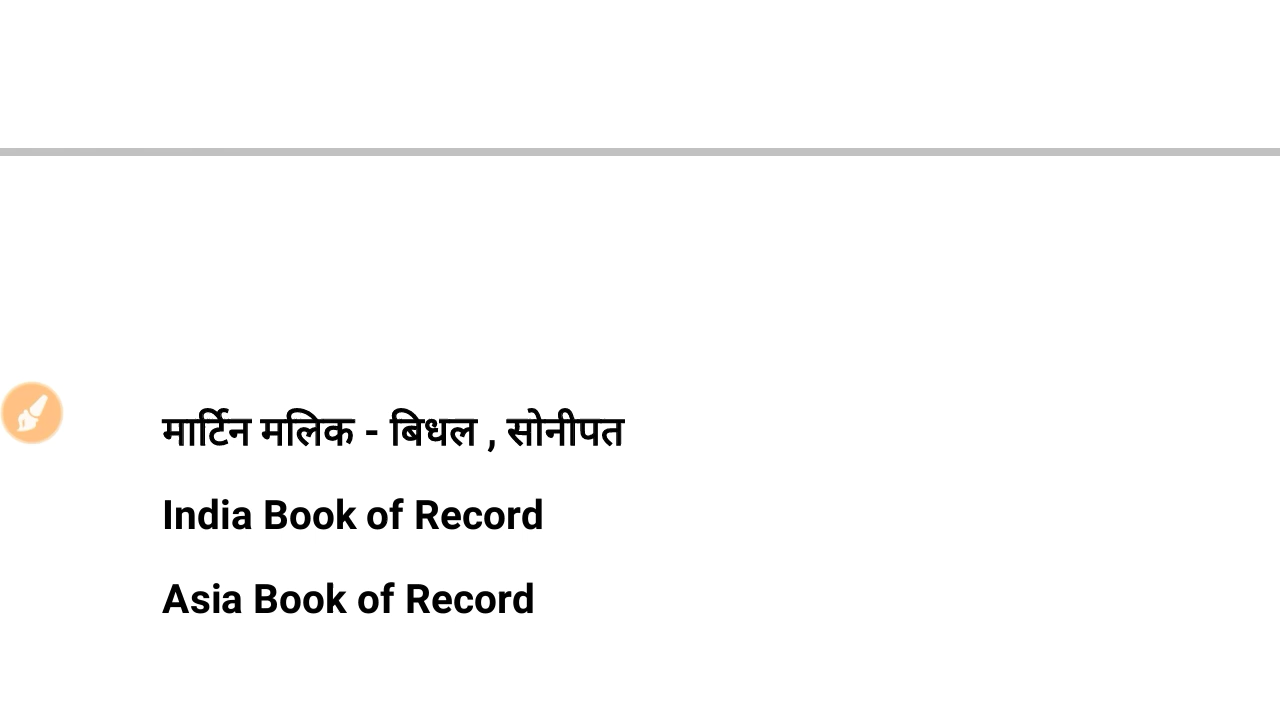 मार्टिन मलिक - बिधल , सोनीपत
India Book of Record
Asia Book of Record